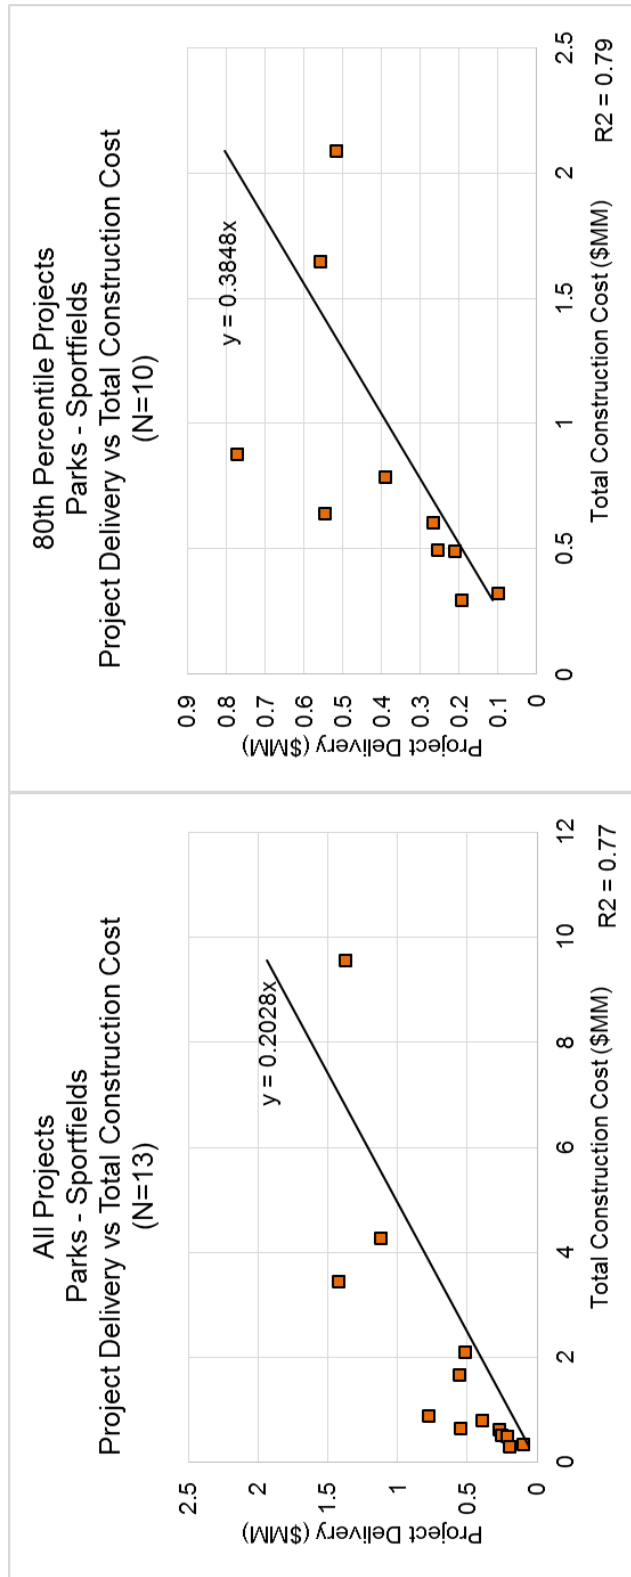 All Projects
Parks - Sportfields
Project Delivery vs Total Construction Cost
(N=13)
Project Delivery ($MM)
2.5
2
1.5
1
0.5
0
y = 0.2028x
0
2
4
6
8
10
12
Total Construction Cost ($MM)
R2 = 0.77
80th Percentile Projects
Parks - Sportfields
Project Delivery vs Total Construction Cost
(N=10)
Project Delivery ($MM)
0.9
0.8
0.7
0.6
0.5
0.4
0.3
0.2
0.1
0
y = 0.3848x
0
0.5
1
1.5
2
2.5
Total Construction Cost ($MM)
R2 = 0.79